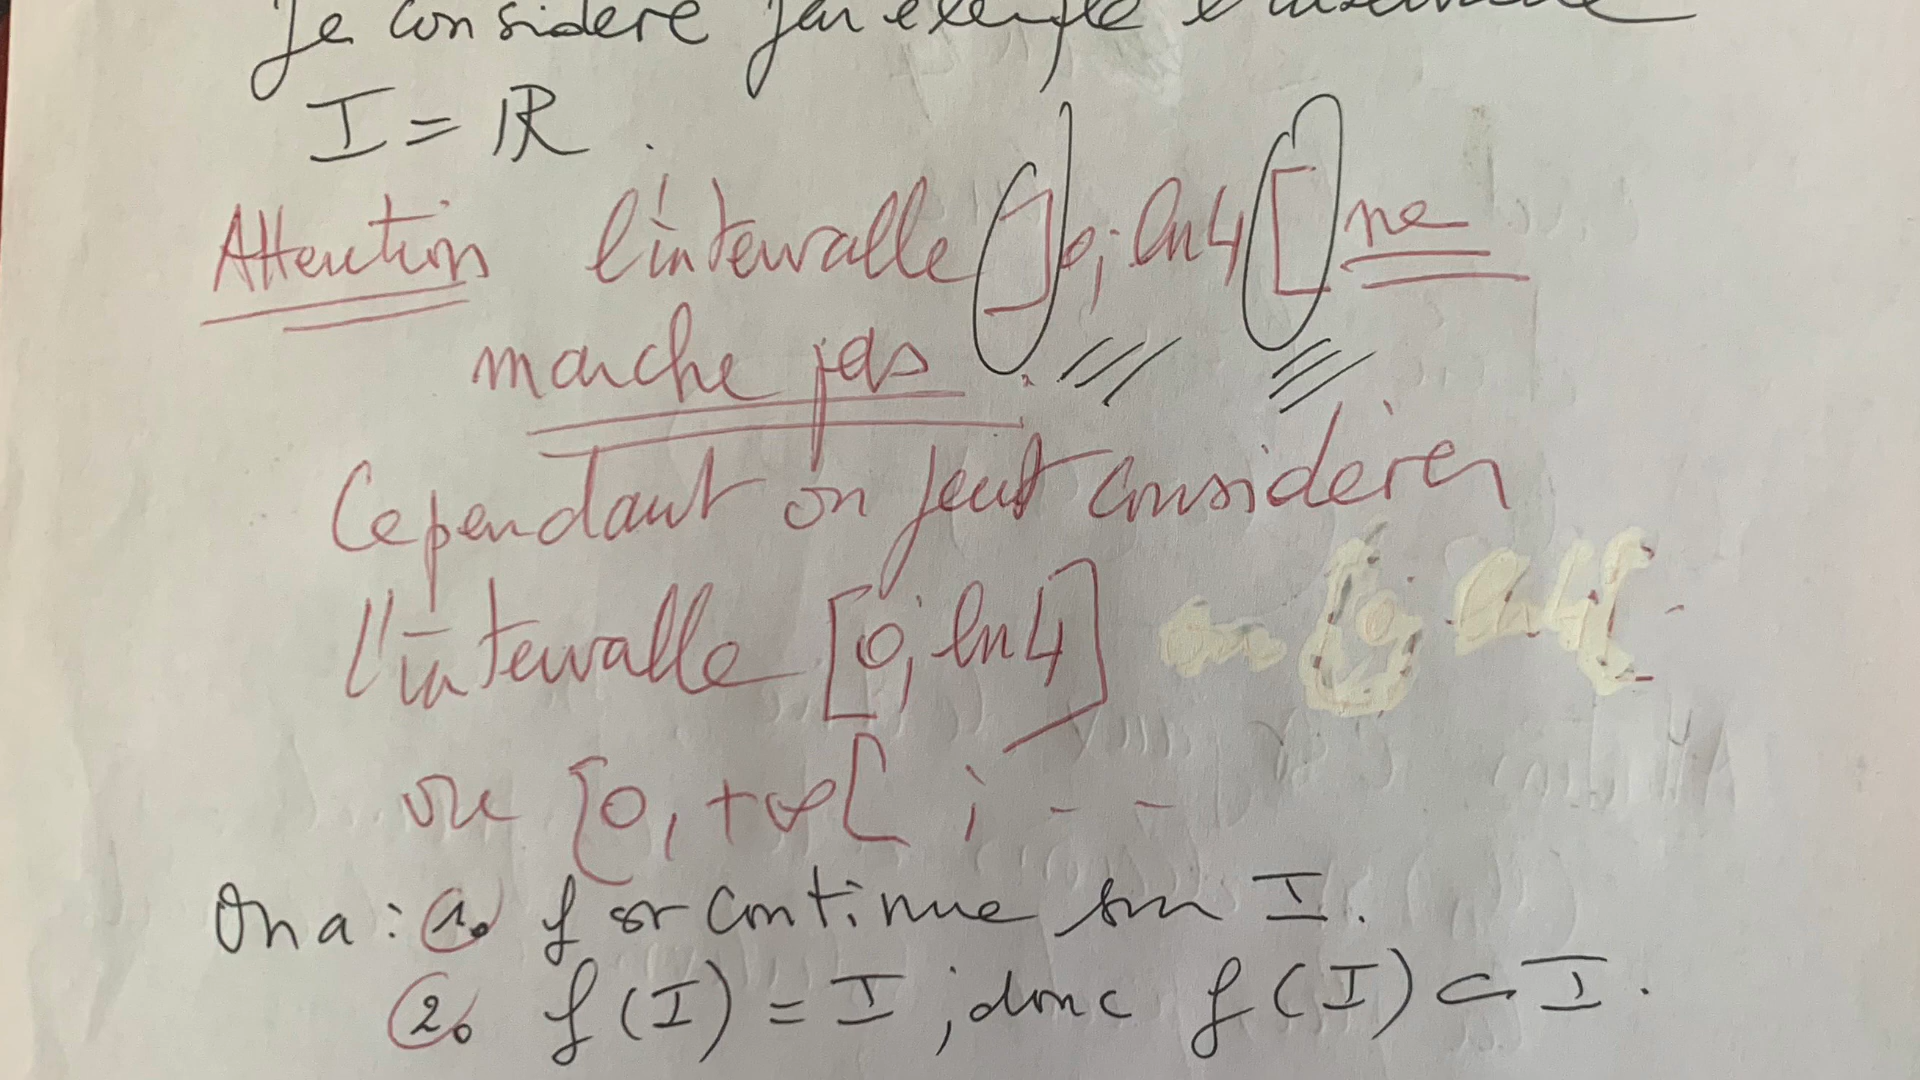 Je considère par exemple l'intervalle
I = ℝ.
Attention l'intervalle ]0; ln4[ ne
marche pas.
Cependant on peut considérer
l'intervalle [0; ln4]
ou [0, +∞[ ; - -
On a : 1. f est continue sur I.
2. f(I) = I ; donc f(I) ⊂ I.